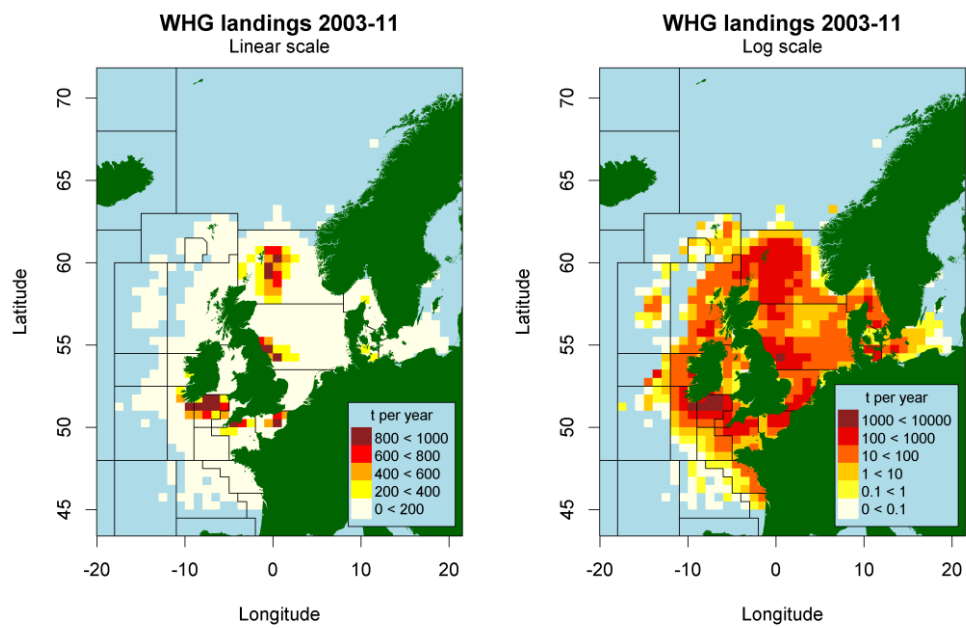 WHG landings 2003-11
Linear scale
70
65
60
55
50
45
Latitude
-20
-10
0
10
20
Longitude
t per year
800 < 1000
600 < 800
400 < 600
200 < 400
0 < 200
WHG landings 2003-11
Log scale
70
65
60
55
50
45
Latitude
-20
-10
0
10
20
Longitude
t per year
1000 < 10000
100 < 1000
10 < 100
1 < 10
0.1 < 1
0 < 0.1